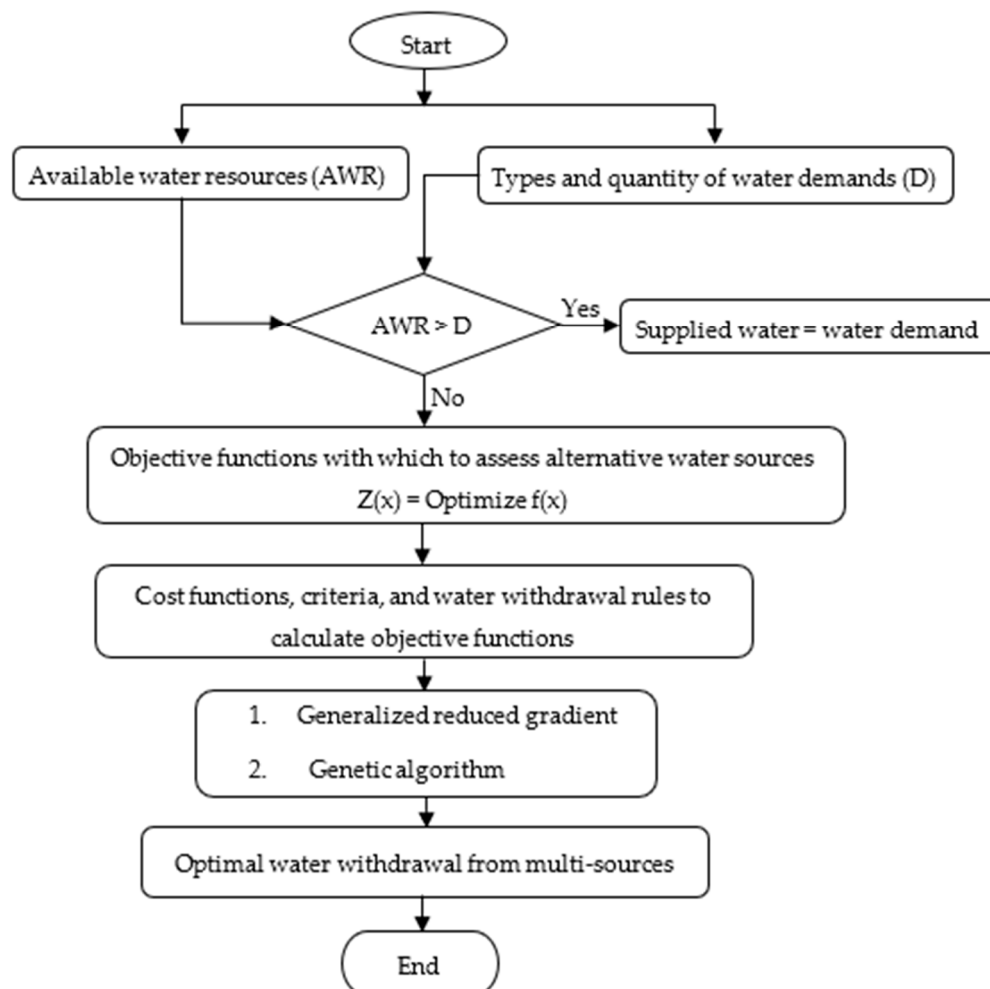 Start
Available water resources (AWR)
Types and quantity of water demands (D)
AWR > D
Yes
Supplied water = water demand
No
Objective functions with which to assess alternative water sources
Z(x) = Optimize f(x)
Cost functions, criteria, and water withdrawal rules to
calculate objective functions
1. Generalized reduced gradient
2. Genetic algorithm
Optimal water withdrawal from multi-sources
End